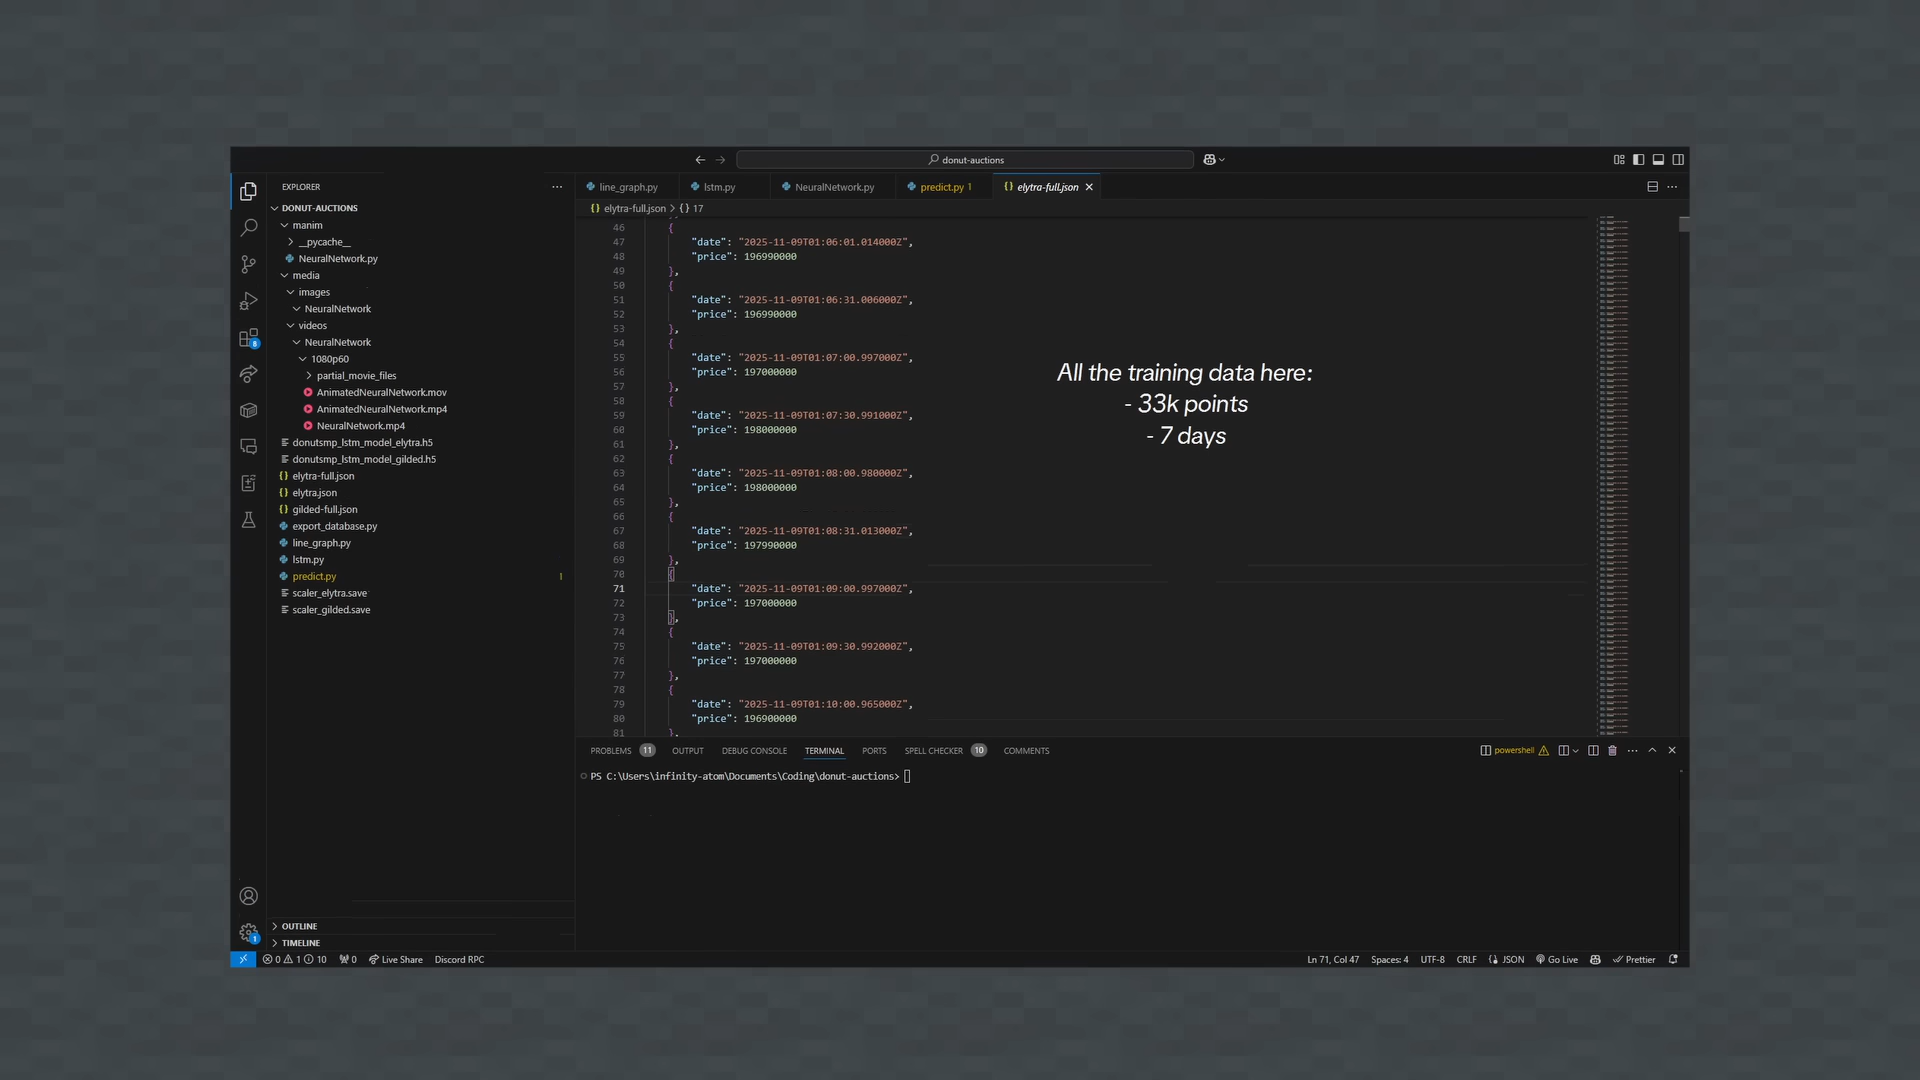 donut-auctions
EXPLORER
DONUT-AUCTIONS
manim
__pycache__
NeuralNetwork.py
media
images
NeuralNetwork
videos
NeuralNetwork
1080p60
partial_movie_files
AnimatedNeuralNetwork.mov
AnimatedNeuralNetwork.mp4
NeuralNetwork.mp4
donutsmp_lstm_model_elytra.h5
donutsmp_lstm_model_gilded.h5
elytra-full.json
elytra.json
gilded-full.json
export_database.py
line_graph.py
lstm.py
predict.py 1
scaler_elytra.save
scaler_gilded.save
OUTLINE
TIMELINE
8
1
line_graph.py lstm.py NeuralNetwork.py predict.py 1 elytra-full.json
elytra-full.json > {} 17
46 {
47 "date": "2025-11-09T01:06:01.014000Z",
48 "price": 196990000
49 },
50 {
51 "date": "2025-11-09T01:06:31.006000Z",
52 "price": 196990000
53 },
54 {
55 "date": "2025-11-09T01:07:00.997000Z",
56 "price": 197000000
57 },
58 {
59 "date": "2025-11-09T01:07:30.991000Z",
60 "price": 198000000
61 },
62 {
63 "date": "2025-11-09T01:08:00.980000Z",
64 "price": 198000000
65 },
66 {
67 "date": "2025-11-09T01:08:31.013000Z",
68 "price": 197990000
69 },
70 {
71 "date": "2025-11-09T01:09:00.997000Z",
72 "price": 197000000
73 },
74 {
75 "date": "2025-11-09T01:09:30.992000Z",
76 "price": 197000000
77 },
78 {
79 "date": "2025-11-09T01:10:00.965000Z",
80 "price": 196900000
81 },
All the training data here:
- 33k points
- 7 days
PROBLEMS 11 OUTPUT DEBUG CONSOLE TERMINAL PORTS SPELL CHECKER 10 COMMENTS powershell
PS C:\Users\infinity-atom\Documents\Coding\donut-auctions>
0 1 10 0 Live Share Discord RPC Ln 71, Col 47 Spaces: 4 UTF-8 CRLF {} JSON Go Live Prettier